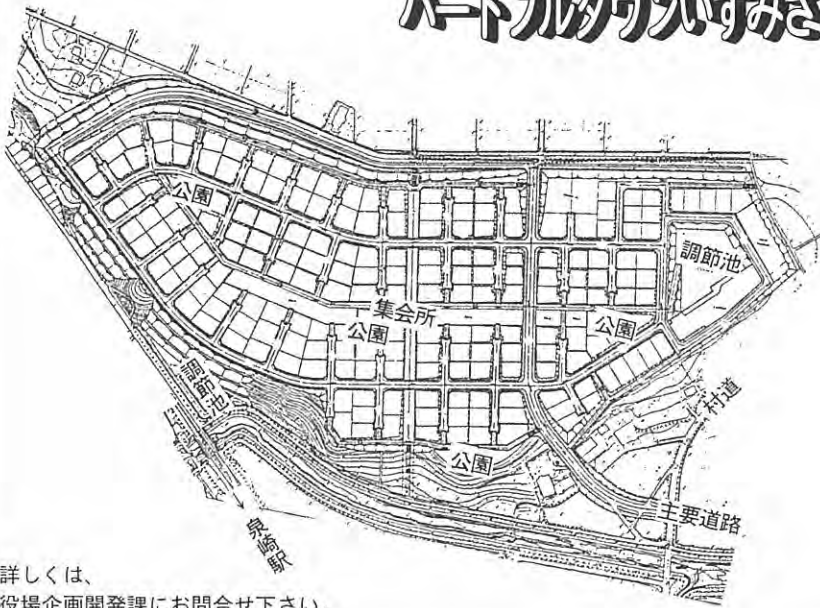 ハートフルタウンいずみさ
公園
調節池
集会所
公園
公園
調節池
村道
公園
主要道路
泉崎駅
詳しくは、
役場企画開発課にお問合せ下さい